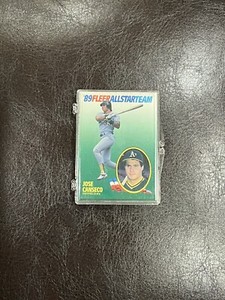 '89 FLEER ALL STAR TEAM
A's
JOSE
CANSECO